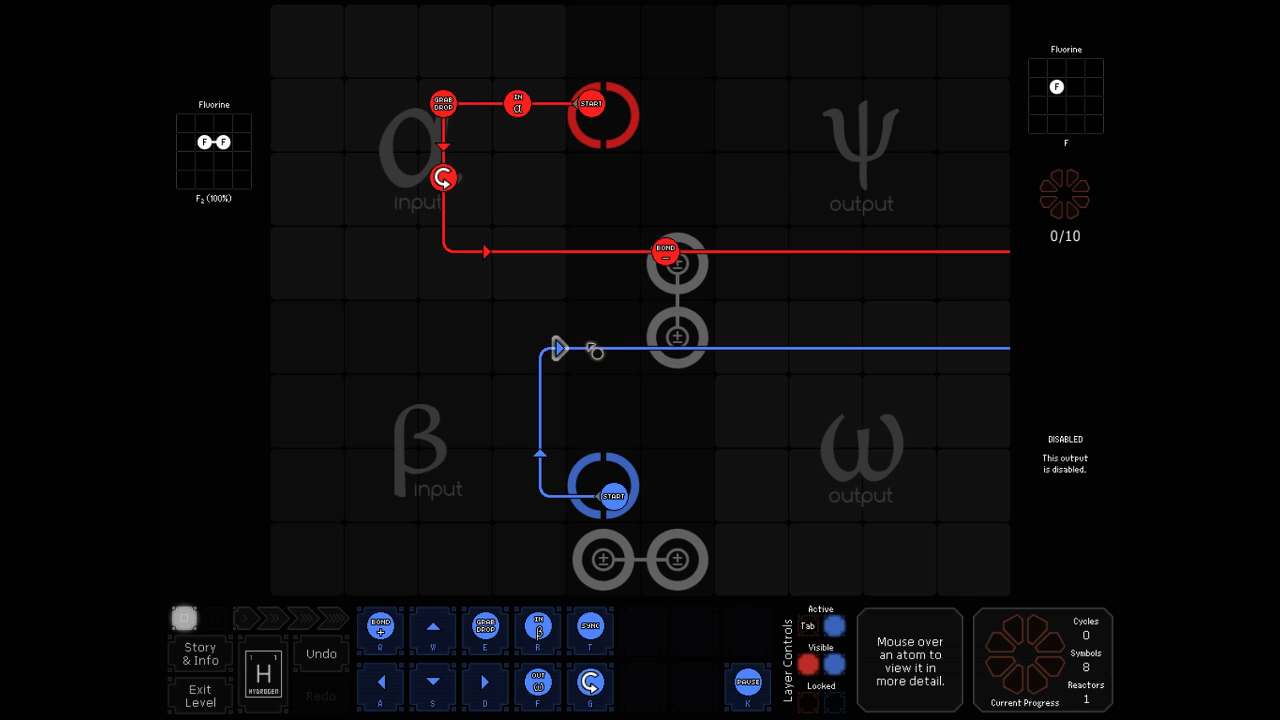 Fluorine
F F
F₂ (100%)
GRAB DROP
IN α
START
α
input
ψ
output
BOND −
β
input
START
ω
output
Fluorine
F
F
0/10
DISABLED
This output
is disabled.
Story
& Info
Exit
Level
1 1
H
HYDROGEN
Undo
Redo
BOND +
Q
W
GRAB DROP
E
IN β
R
SYNC
T
A
S
D
OUT ω
F
G
PAUSE
K
Layer Controls
Active
Tab
Visible
Locked
Mouse over
an atom to
view it in
more detail.
Cycles
0
Symbols
8
Reactors
1
Current Progress